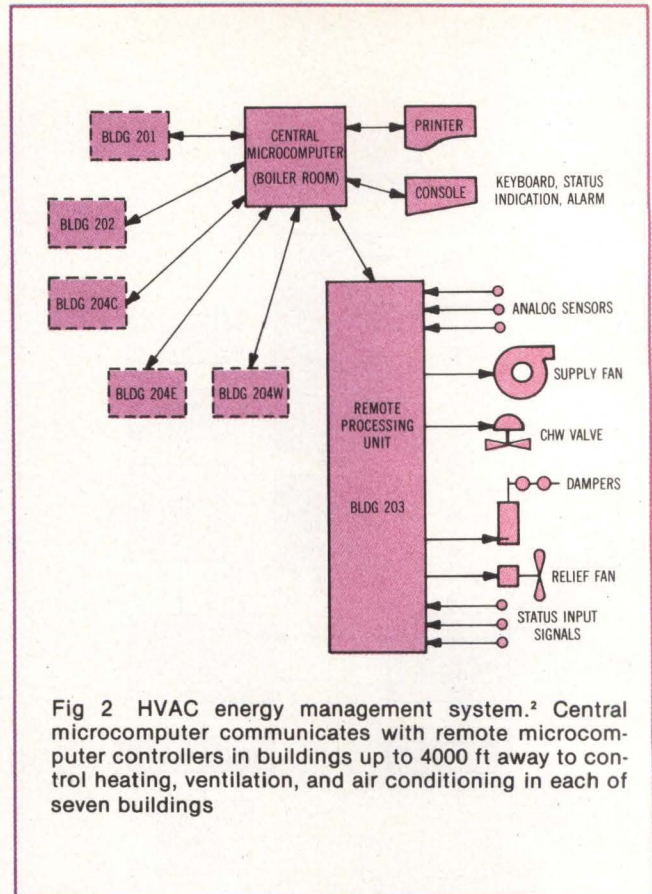 BLDG 201
CENTRAL
MICROCOMPUTER
(BOILER ROOM)
PRINTER
CONSOLE
KEYBOARD, STATUS
INDICATION, ALARM
BLDG 202
BLDG 204C
BLDG 204E
BLDG 204W
REMOTE
PROCESSING
UNIT
BLDG 203
ANALOG SENSORS
SUPPLY FAN
CHW VALVE
DAMPERS
RELIEF FAN
STATUS INPUT
SIGNALS
Fig 2 HVAC energy management system.² Central
microcomputer communicates with remote microcom-
puter controllers in buildings up to 4000 ft away to con-
trol heating, ventilation, and air conditioning in each of
seven buildings